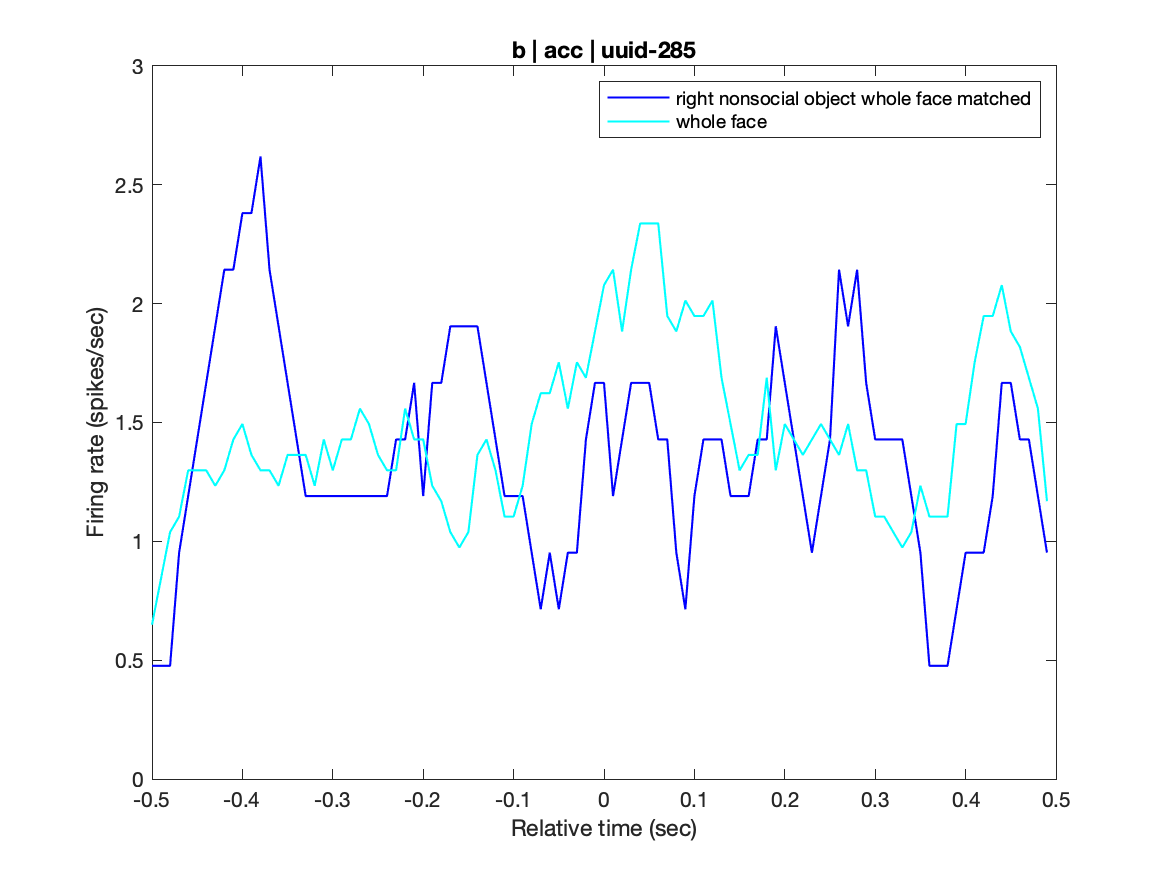 b | acc | uuid-285
right nonsocial object whole face matched
whole face
Firing rate (spikes/sec)
3
2.5
2
1.5
1
0.5
0
-0.5 -0.4 -0.3 -0.2 -0.1 0 0.1 0.2 0.3 0.4 0.5
Relative time (sec)